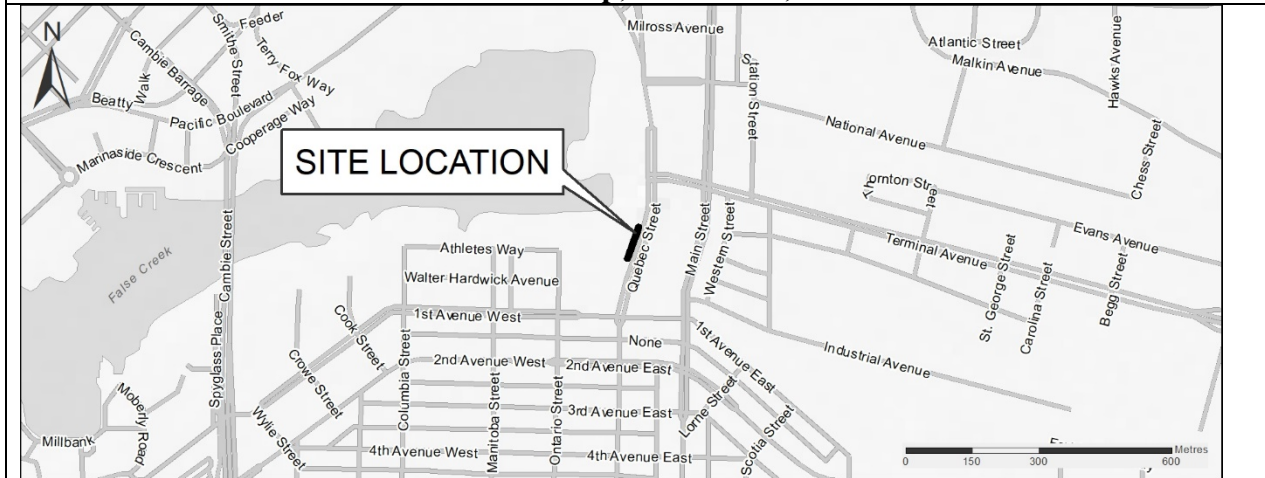 N
Feeder
Smithe Street
Terry Fox Way
Cambie Barrage
Walk
Beatty
Pacific Boulevard
Cooperage Way
Marinaside Crescent
Milross Avenue
Station Street
Atlantic Street
Malkin Avenue
Hawks Avenue
National Avenue
Chess Street
SITE LOCATION
Thornton Street
Evans Avenue
Terminal Avenue
Quebec Street
Main Street
Western Street
St. George Street
Carolina Street
Begg Street
False Creek
Cambie Street
Athletes Way
Walter Hardwick Avenue
1st Avenue West
None
1st Avenue East
Industrial Avenue
Spyglass Place
Cook Street
Crowe Street
Columbia Street
2nd Avenue West
2nd Avenue East
Manitoba Street
Ontario Street
3rd Avenue East
Lorne Street
Scotia Street
Moberly Road
Millbank
Wylie Street
4th Avenue West
4th Avenue East
Metres
0 150 300 600